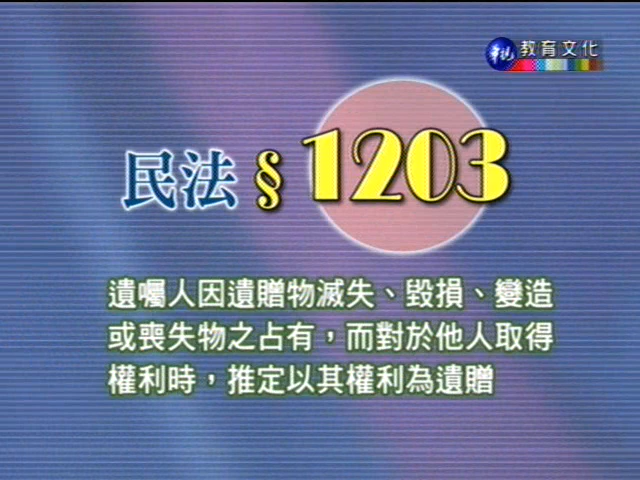 華視 教育文化
民法 § 1203
遺囑人因遺贈物滅失、毀損、變造
或喪失物之占有，而對於他人取得
權利時，推定以其權利為遺贈